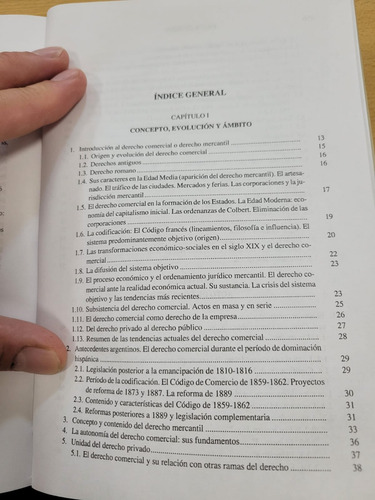 ÍNDICE GENERAL
CAPÍTULO I
CONCEPTO, EVOLUCIÓN Y ÁMBITO
1. Introducción al derecho comercial o derecho mercantil 13
1.1. Origen y evolución del derecho comercial 15
1.2. Derechos antiguos 16
1.3. Derecho romano 16
1.4. Sus caracteres en la Edad Media (aparición del derecho mercantil). El artesa-
nado. El tráfico de las ciudades. Mercados y ferias. Las corporaciones y la ju-
risdicción mercantil 17
1.5. El derecho comercial en la formación de los Estados. La Edad Moderna: eco-
nomía del capitalismo inicial. Las ordenanzas de Colbert. Eliminación de las
corporaciones 19
1.6. La codificación: El Código francés (lineamientos, filosofía e influencia). El
sistema predominantemente objetivo (origen) 20
1.7. Las transformaciones económico-sociales en el siglo XIX y el derecho co-
mercial 22
1.8. La difusión del sistema objetivo 23
1.9. El proceso económico y el ordenamiento jurídico mercantil. El derecho co-
mercial ante la realidad económica actual. Su sustancia. La crisis del sistema
objetivo y las tendencias más recientes 23
1.10. Subsistencia del derecho comercial. Actos en masa y en serie 25
1.11. El derecho comercial como derecho de la empresa 26
1.12. Del derecho privado al derecho público 27
1.13. Resumen de las tendencias actuales del derecho comercial 28
2. Antecedentes argentinos. El derecho comercial durante el período de dominación
hispánica 29
2.1. Legislación posterior a la emancipación de 1810-1816 29
2.2. Período de la codificación. El Código de Comercio de 1859-1862. Proyectos
de reforma de 1873 y 1887. La reforma de 1889 30
2.3. Contenido y características del Código de 1859-1862 31
2.4. Reformas posteriores a 1889 y legislación complementaria 31
3. Concepto y contenido del derecho mercantil 33
4. La autonomía del derecho comercial: sus fundamentos 36
5. Unidad del derecho privado 37
5.1. El derecho comercial y su relación con otras ramas del derecho 38